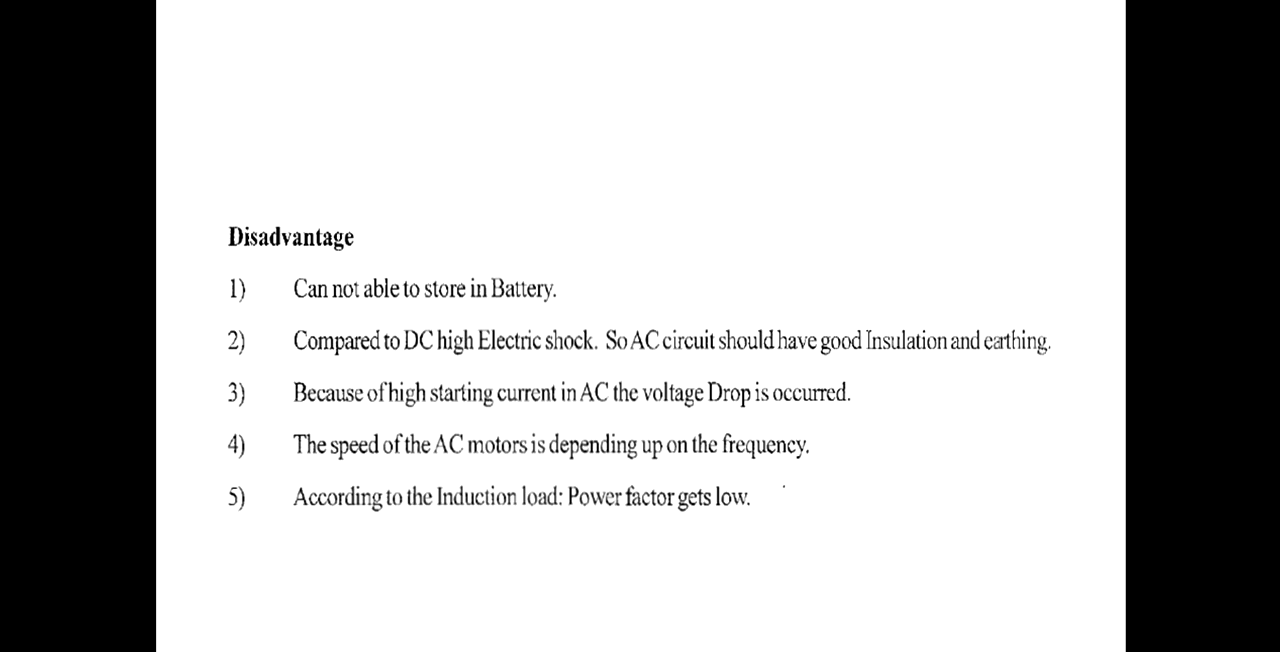 Disadvantage
1) Can not able to store in Battery.
2) Compared to DC high Electric shock. So AC circuit should have good Insulation and earthing.
3) Because of high starting current in AC the voltage Drop is occurred.
4) The speed of the AC motors is depending up on the frequency.
5) According to the Induction load: Power factor gets low.